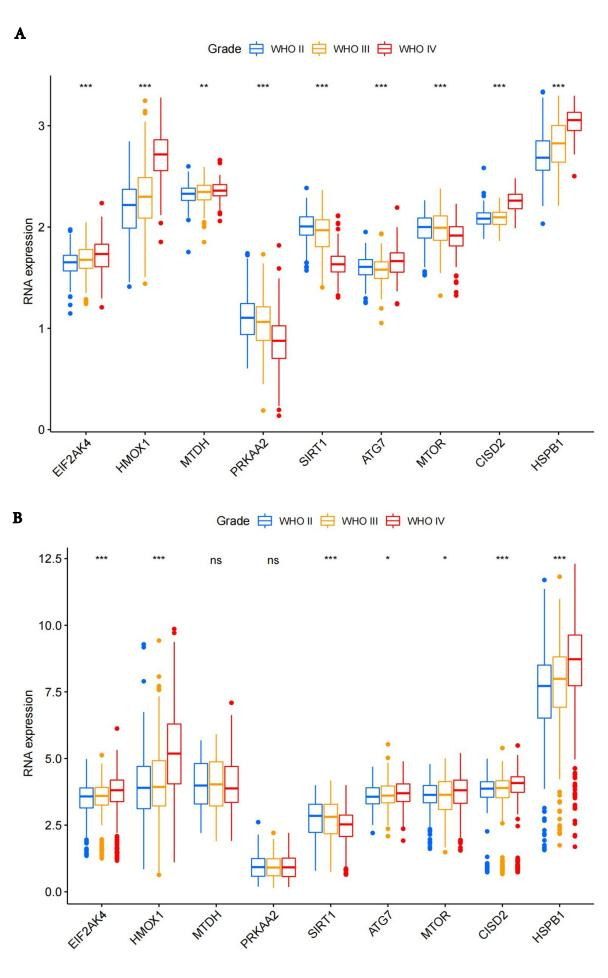 A
Grade WHO II WHO III WHO IV
*** *** ** *** *** *** *** *** ***
RNA expression
3
2
1
0
EIF2AK4 HMOX1 MTDH PRKAA2 SIRT1 ATG7 MTOR CISD2 HSPB1
B
Grade WHO II WHO III WHO IV
12.5
*** *** ns ns *** * * *** ***
10.0
7.5
RNA expression
5.0
2.5
0.0
EIF2AK4 HMOX1 MTDH PRKAA2 SIRT1 ATG7 MTOR CISD2 HSPB1